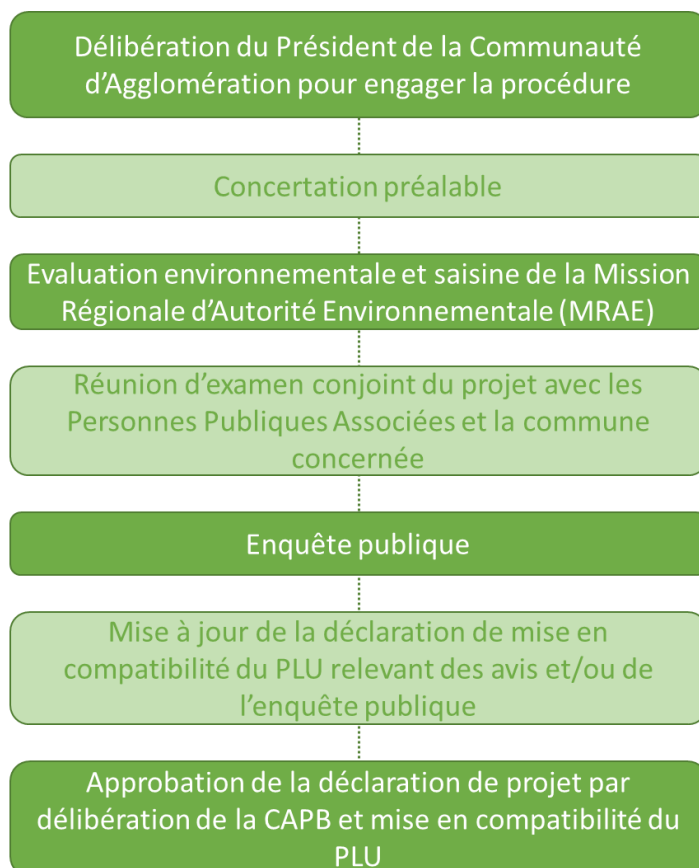 Délibération du Président de la Communauté
d’Agglomération pour engager la procédure
Concertation préalable
Evaluation environnementale et saisine de la Mission
Régionale d’Autorité Environnementale (MRAE)
Réunion d’examen conjoint du projet avec les
Personnes Publiques Associées et la commune
concernée
Enquête publique
Mise à jour de la déclaration de mise en
compatibilité du PLU relevant des avis et/ou de
l’enquête publique
Approbation de la déclaration de projet par
délibération de la CAPB et mise en compatibilité du
PLU